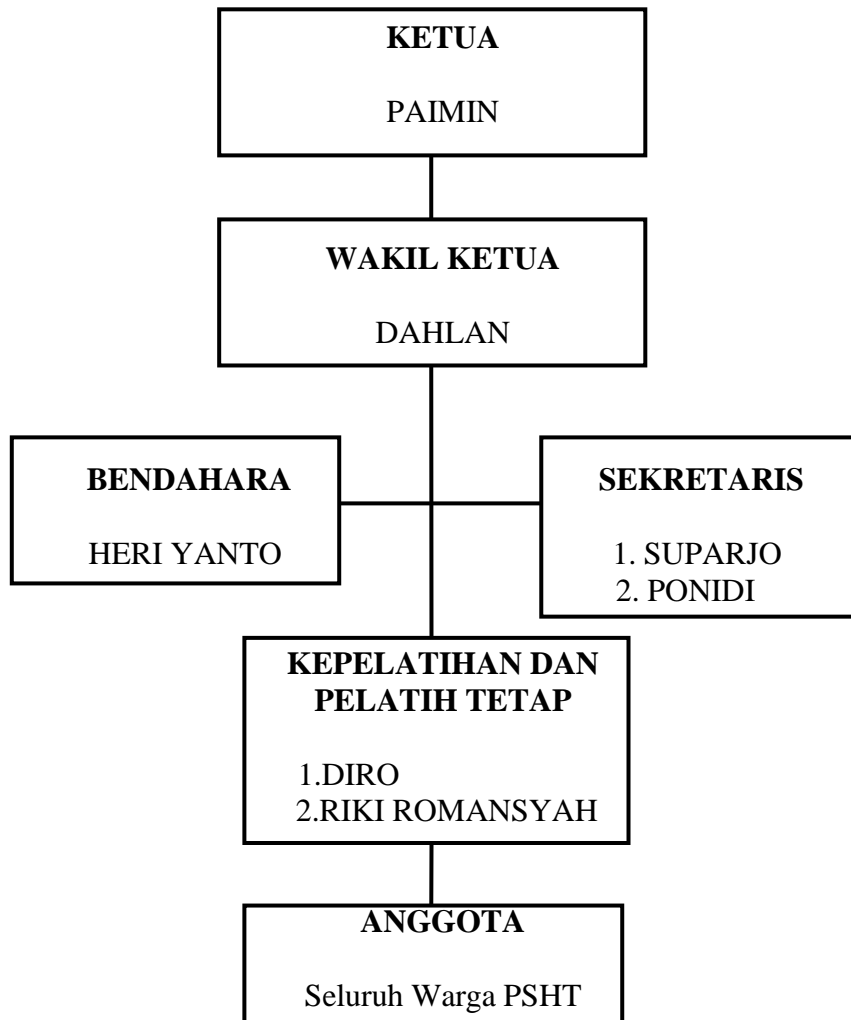 KETUA
PAIMIN
WAKIL KETUA
DAHLAN
BENDAHARA
HERI YANTO
SEKRETARIS
1. SUPARJO
2. PONIDI
KEPELATIHAN DAN
PELATIH TETAP
1.DIRO
2.RIKI ROMANSYAH
ANGGOTA
Seluruh Warga PSHT